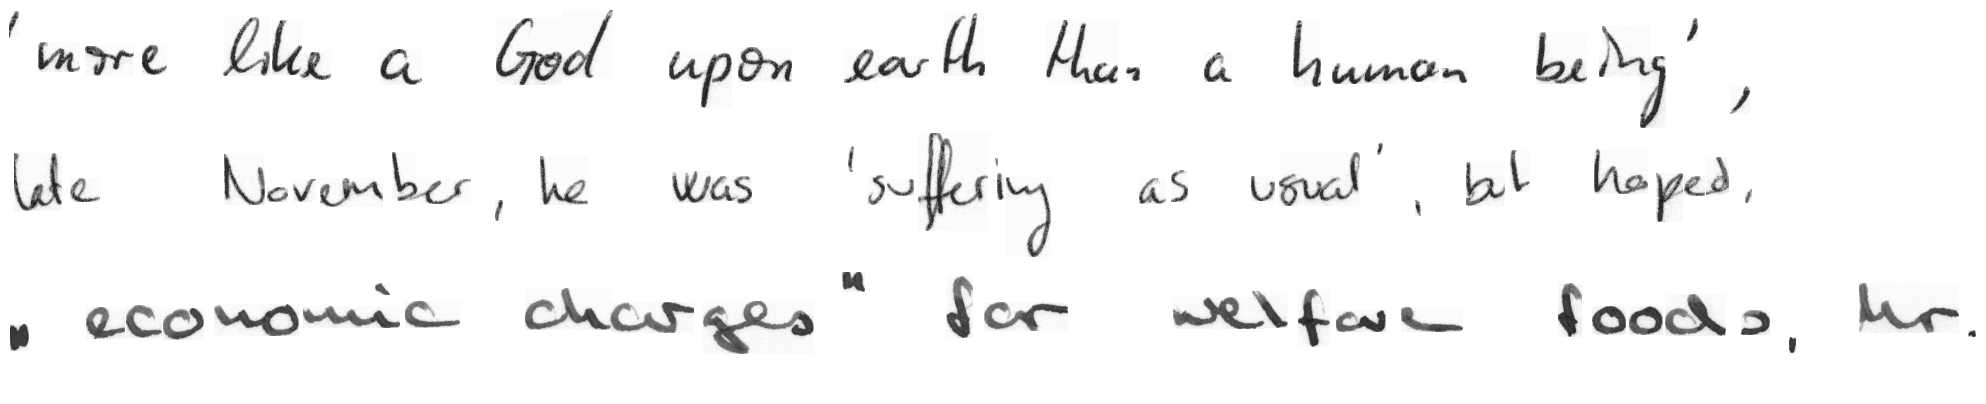 'more like a God upon earth than a human being',
late November, he was 'suffering as usual', but hoped,
„economic charges" for welfare foods, Mr.